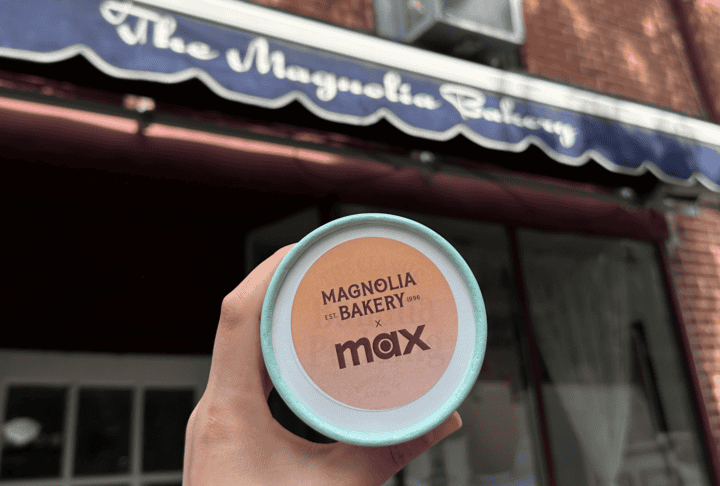 The Magnolia Bakery
MAGNOLIA
EST. BAKERY 1996
X
max